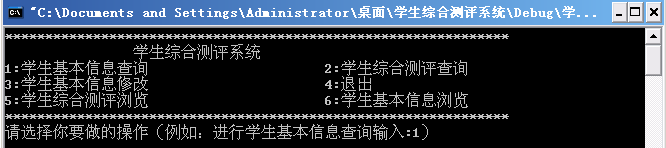 "C:\Documents and Settings\Administrator\桌面\学生综合测评系统\Debug\学...
***************************************************************
学生综合测评系统
1:学生基本信息查询 2:学生综合测评查询
3:学生基本信息修改 4:退出
5:学生综合测评浏览 6:学生基本信息浏览
***************************************************************
请选择你要做的操作（例如：进行学生基本信息查询输入:1）